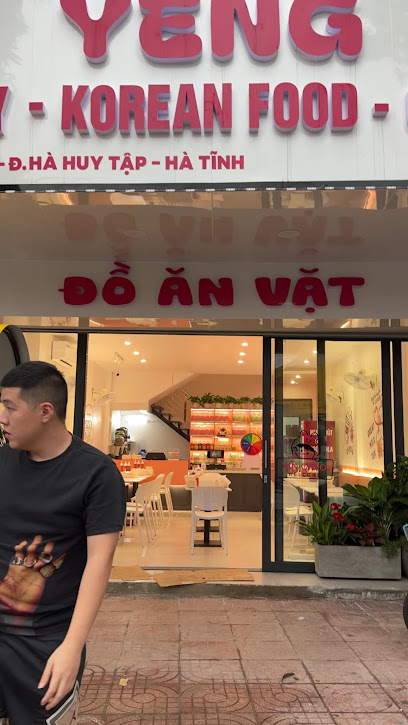 YENG
- KOREAN FOOD -
- Đ.HÀ HUY TẬP - HÀ TĨNH
ĐỒ ĂN VẶT